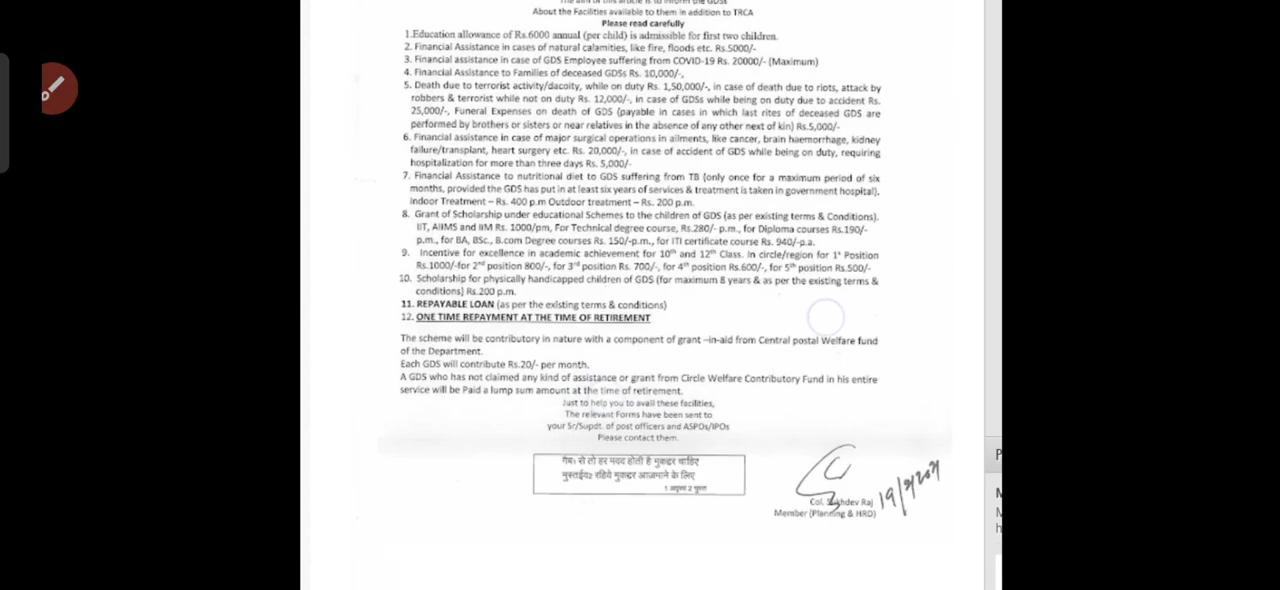 The aim of this article is to inform the GDSs
About the Facilities available to them in addition to TRCA
Please read carefully
1.Education allowance of Rs.6000 annual (per child) is admissible for first two children.
2. Financial Assistance in cases of natural calamities, like fire, floods etc. Rs.5000/-
3. Financial assistance in case of GDS Employee suffering from COVID-19 Rs. 20000/- (Maximum)
4. Financial Assistance to Families of deceased GDSs Rs. 10,000/-,
5. Death due to terrorist activity/dacoity, while on duty Rs. 1,50,000/-, in case of death due to riots, attack by
robbers & terrorist while not on duty Rs. 12,000/-, in case of GDSs while being on duty due to accident Rs.
25,000/-, Funeral Expenses on death of GDS (payable in cases in which last rites of deceased GDS are
performed by brothers or sisters or near relatives in the absence of any other next of kin) Rs.5,000/-
6. Financial assistance in case of major surgical operations in ailments, like cancer, brain haemorrhage, kidney
failure/transplant, heart surgery etc. Rs. 20,000/-, in case of accident of GDS while being on duty, requiring
hospitalization for more than three days Rs. 5,000/-
7. Financial Assistance to nutritional diet to GDS suffering from TB (only once for a maximum period of six
months, provided the GDS has put in at least six years of services & treatment is taken in government hospital).
Indoor Treatment – Rs. 400 p.m Outdoor treatment – Rs. 200 p.m.
8. Grant of Scholarship under educational Schemes to the children of GDS (as per existing terms & Conditions).
IIT, AIIMS and IIM Rs. 1000/pm, For Technical degree course, Rs.280/- p.m., for Diploma courses Rs.190/-
p.m., for BA, BSc., B.com Degree courses Rs. 150/-p.m., for ITI certificate course Rs. 940/-p.a.
9. Incentive for excellence in academic achievement for 10th and 12th Class. In circle/region for 1st Position
Rs.1000/-for 2nd position 800/-, for 3rd position Rs. 700/-, for 4th position Rs.600/-, for 5th position Rs.500/-
10. Scholarship for physically handicapped children of GDS (for maximum 8 years & as per the existing terms &
conditions) Rs.200 p.m.
11. REPAYABLE LOAN (as per the existing terms & conditions)
12. ONE TIME REPAYMENT AT THE TIME OF RETIREMENT
The scheme will be contributory in nature with a component of grant –in-aid from Central postal Welfare fund
of the Department.
Each GDS will contribute Rs.20/- per month.
A GDS who has not claimed any kind of assistance or grant from Circle Welfare Contributory Fund in his entire
service will be Paid a lump sum amount at the time of retirement.
Just to help you to avail these facilities,
The relevant Forms have been sent to
your Sr/Supdt. of post officers and ASPOs/IPOs
Please contact them.
गैब1 से लो हर मदद होती है मुकद्दर चाहिए
मुस्तईद2 रहिये मुकद्दर आजमाने के लिए
Col. Sukhdev Raj
Member (Planning & HRD)
P
M
M
h